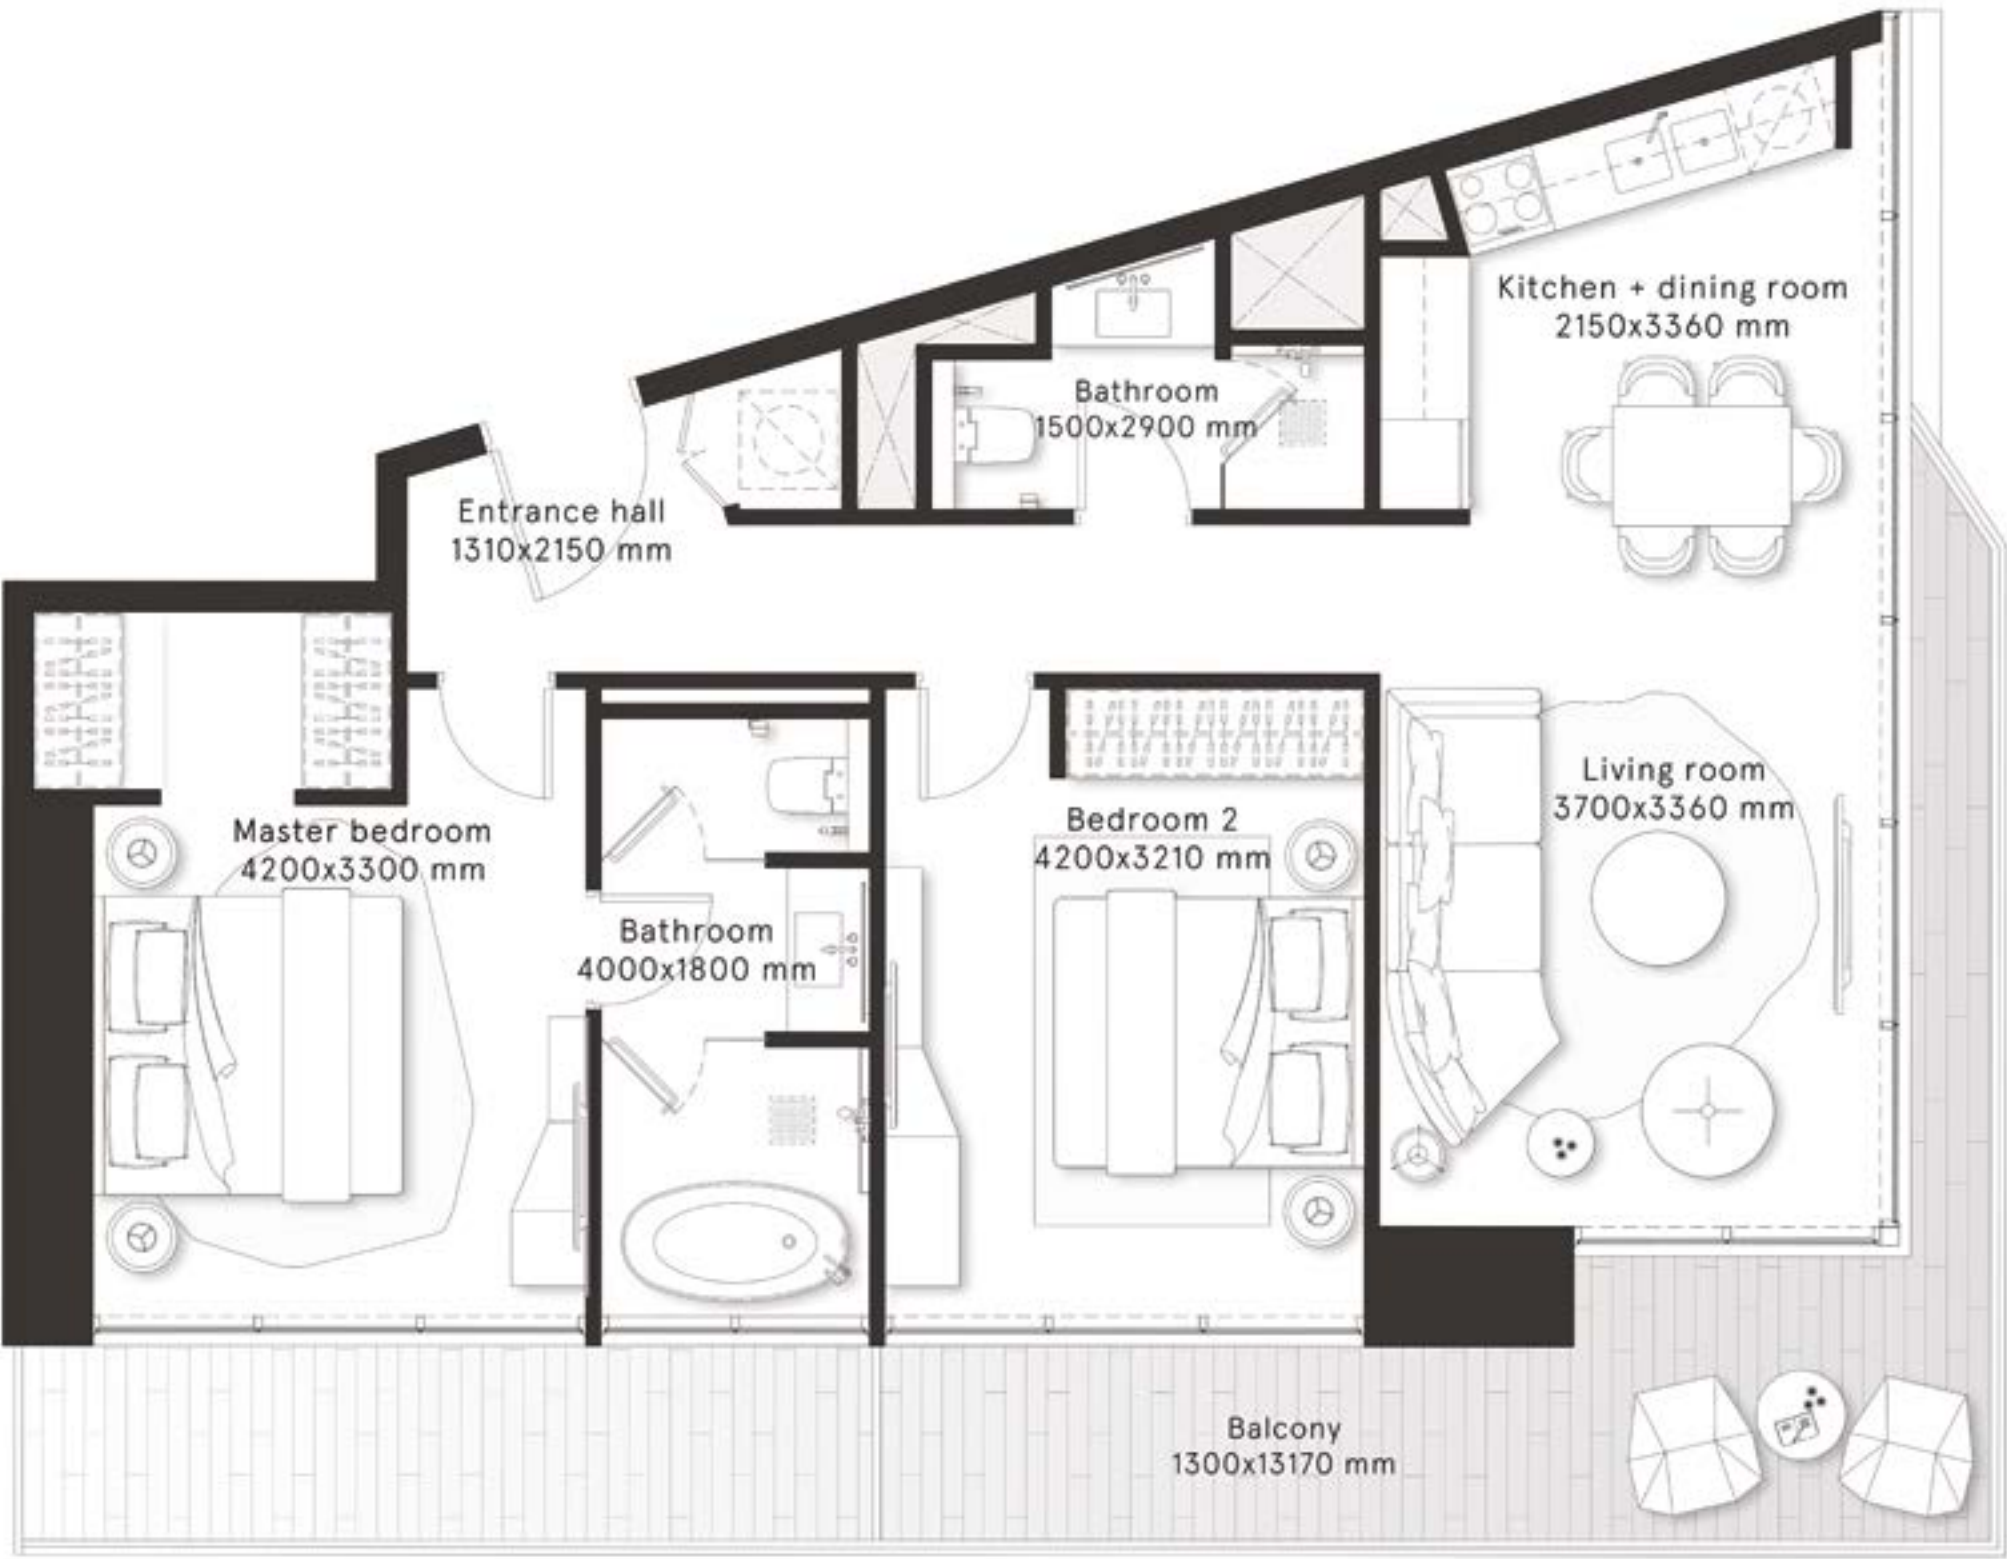 Kitchen + dining room
2150x3360 mm
Bathroom
1500x2900 mm
Entrance hall
1310x2150 mm
Living room
3700x3360 mm
Master bedroom
4200x3300 mm
Bedroom 2
4200x3210 mm
Bathroom
4000x1800 mm
Balcony
1300x13170 mm